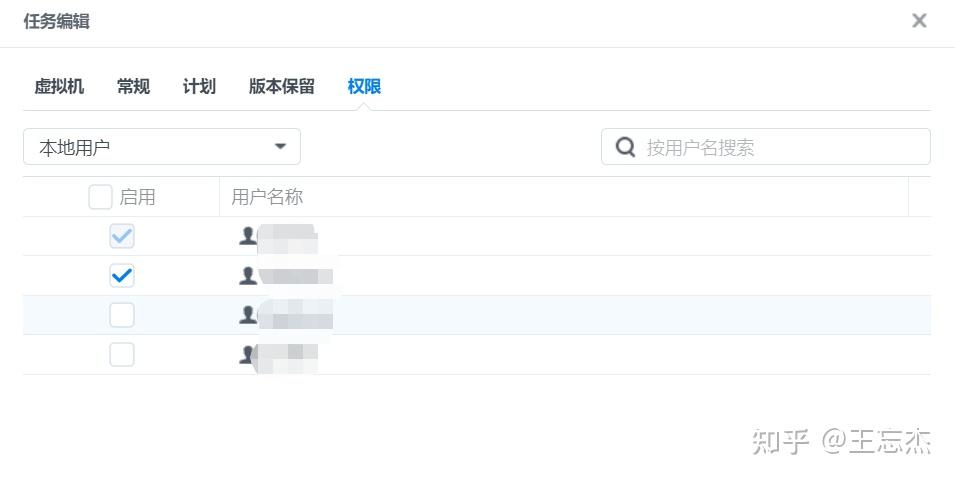 任务编辑
虚拟机 常规 计划 版本保留 权限
本地用户 按用户名搜索
启用 用户名称
知乎 @王忘杰